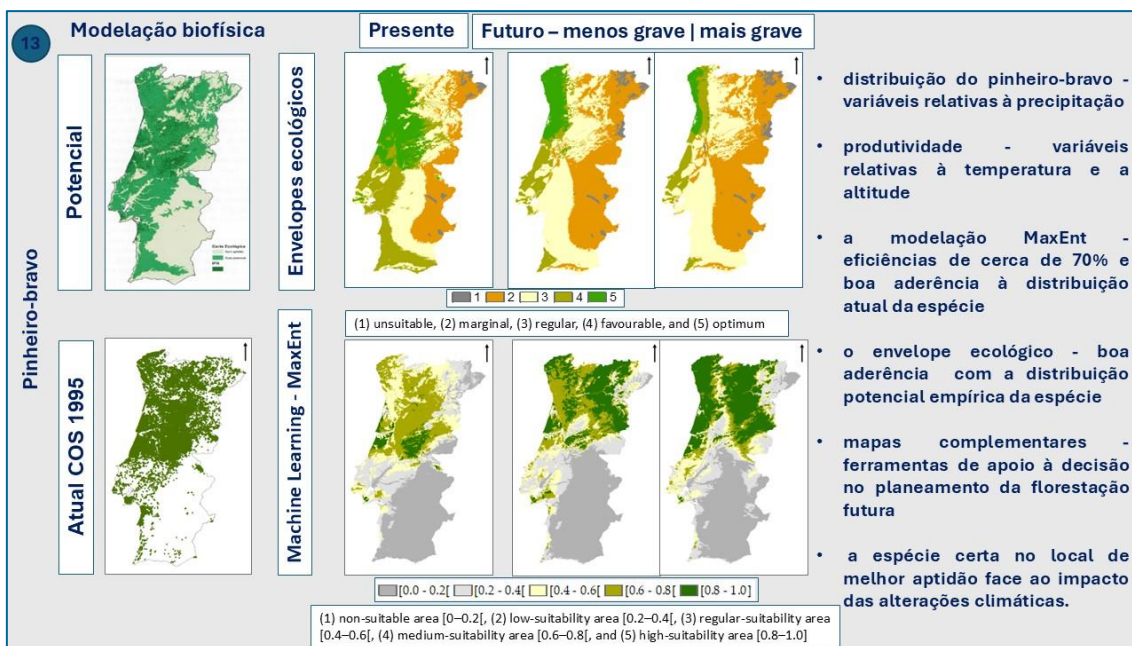 13
Modelação biofísica
Presente
Futuro – menos grave | mais grave
Pinheiro-bravo
Potencial
Envelopes ecológicos
1 2 3 4 5
(1) unsuitable, (2) marginal, (3) regular, (4) favourable, and (5) optimum
Atual COS 1995
Machine Learning - MaxEnt
[0.0 - 0.2[ [0.2 - 0.4[ [0.4 - 0.6[ [0.6 - 0.8[ [0.8 - 1.0]
(1) non-suitable area [0–0.2[, (2) low-suitability area [0.2–0.4[, (3) regular-suitability area
[0.4–0.6[, (4) medium-suitability area [0.6–0.8[, and (5) high-suitability area [0.8–1.0]
• distribuição do pinheiro-bravo -
variáveis relativas à precipitação
• produtividade - variáveis
relativas à temperatura e a
altitude
• a modelação MaxEnt -
eficiências de cerca de 70% e
boa aderência à distribuição
atual da espécie
• o envelope ecológico - boa
aderência com a distribuição
potencial empírica da espécie
• mapas complementares -
ferramentas de apoio à decisão
no planeamento da florestação
futura
• a espécie certa no local de
melhor aptidão face ao impacto
das alterações climáticas.